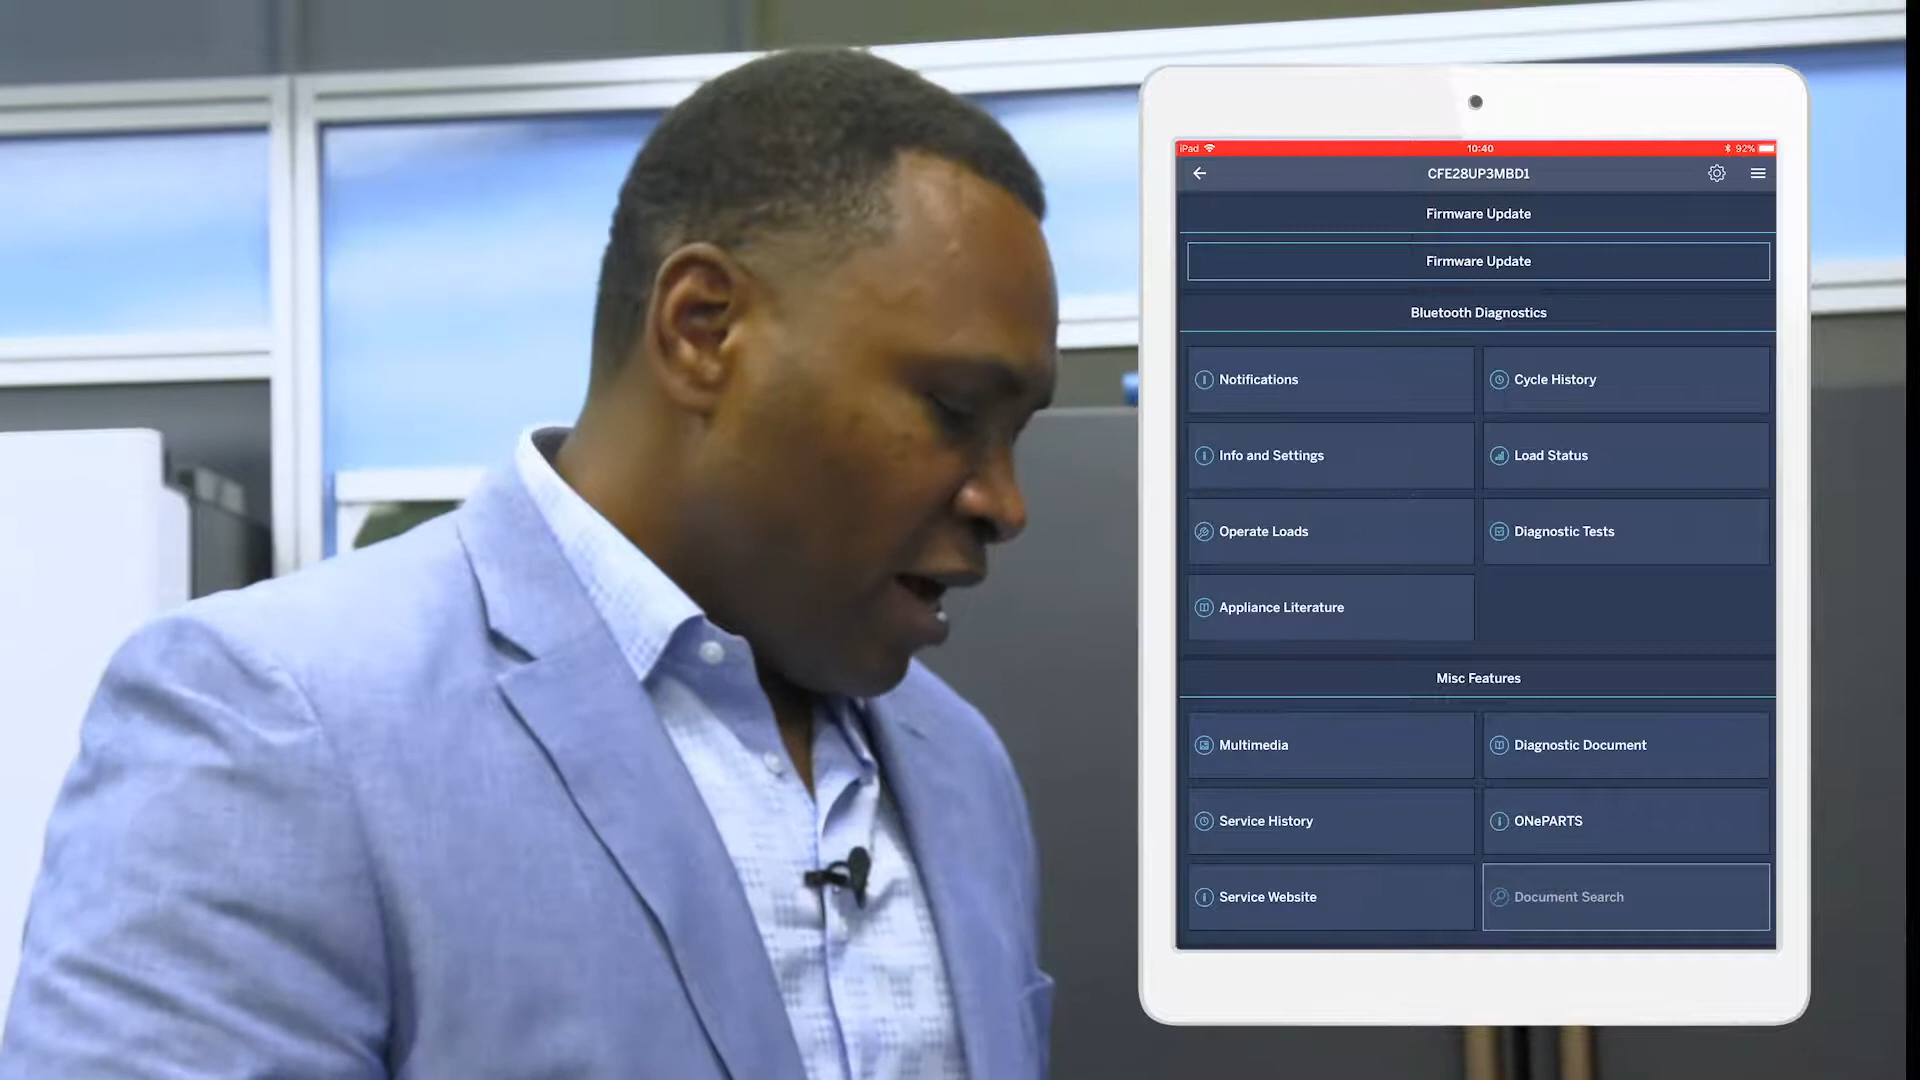 iPad 10:40 92%
CFE28UP3MBD1
Firmware Update
Firmware Update
Bluetooth Diagnostics
Notifications Cycle History
Info and Settings Load Status
Operate Loads Diagnostic Tests
Appliance Literature
Misc Features
Multimedia Diagnostic Document
Service History ONePARTS
Service Website Document Search